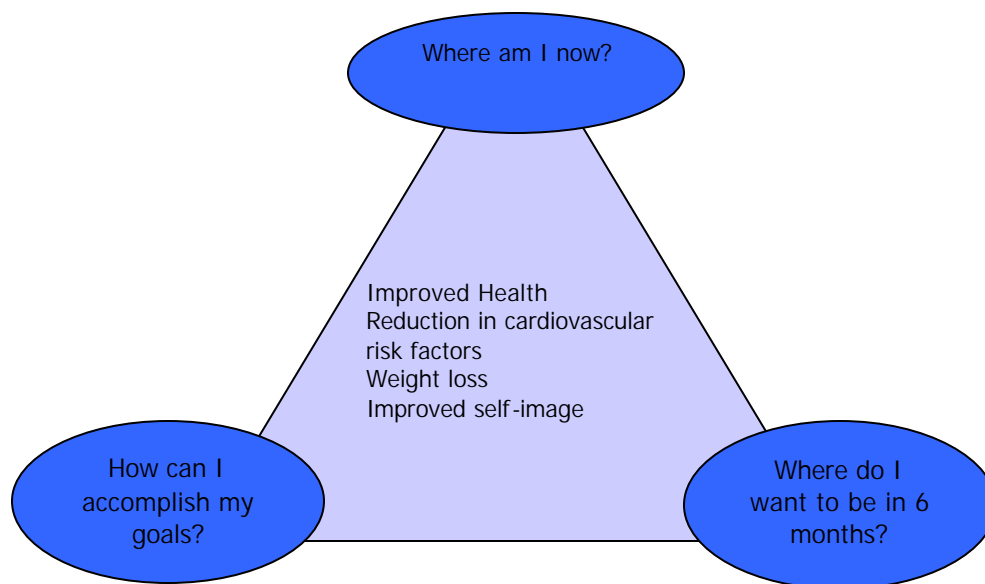 Where am I now?
Improved Health
Reduction in cardiovascular
risk factors
Weight loss
Improved self-image
How can I
accomplish my
goals?
Where do I
want to be in 6
months?